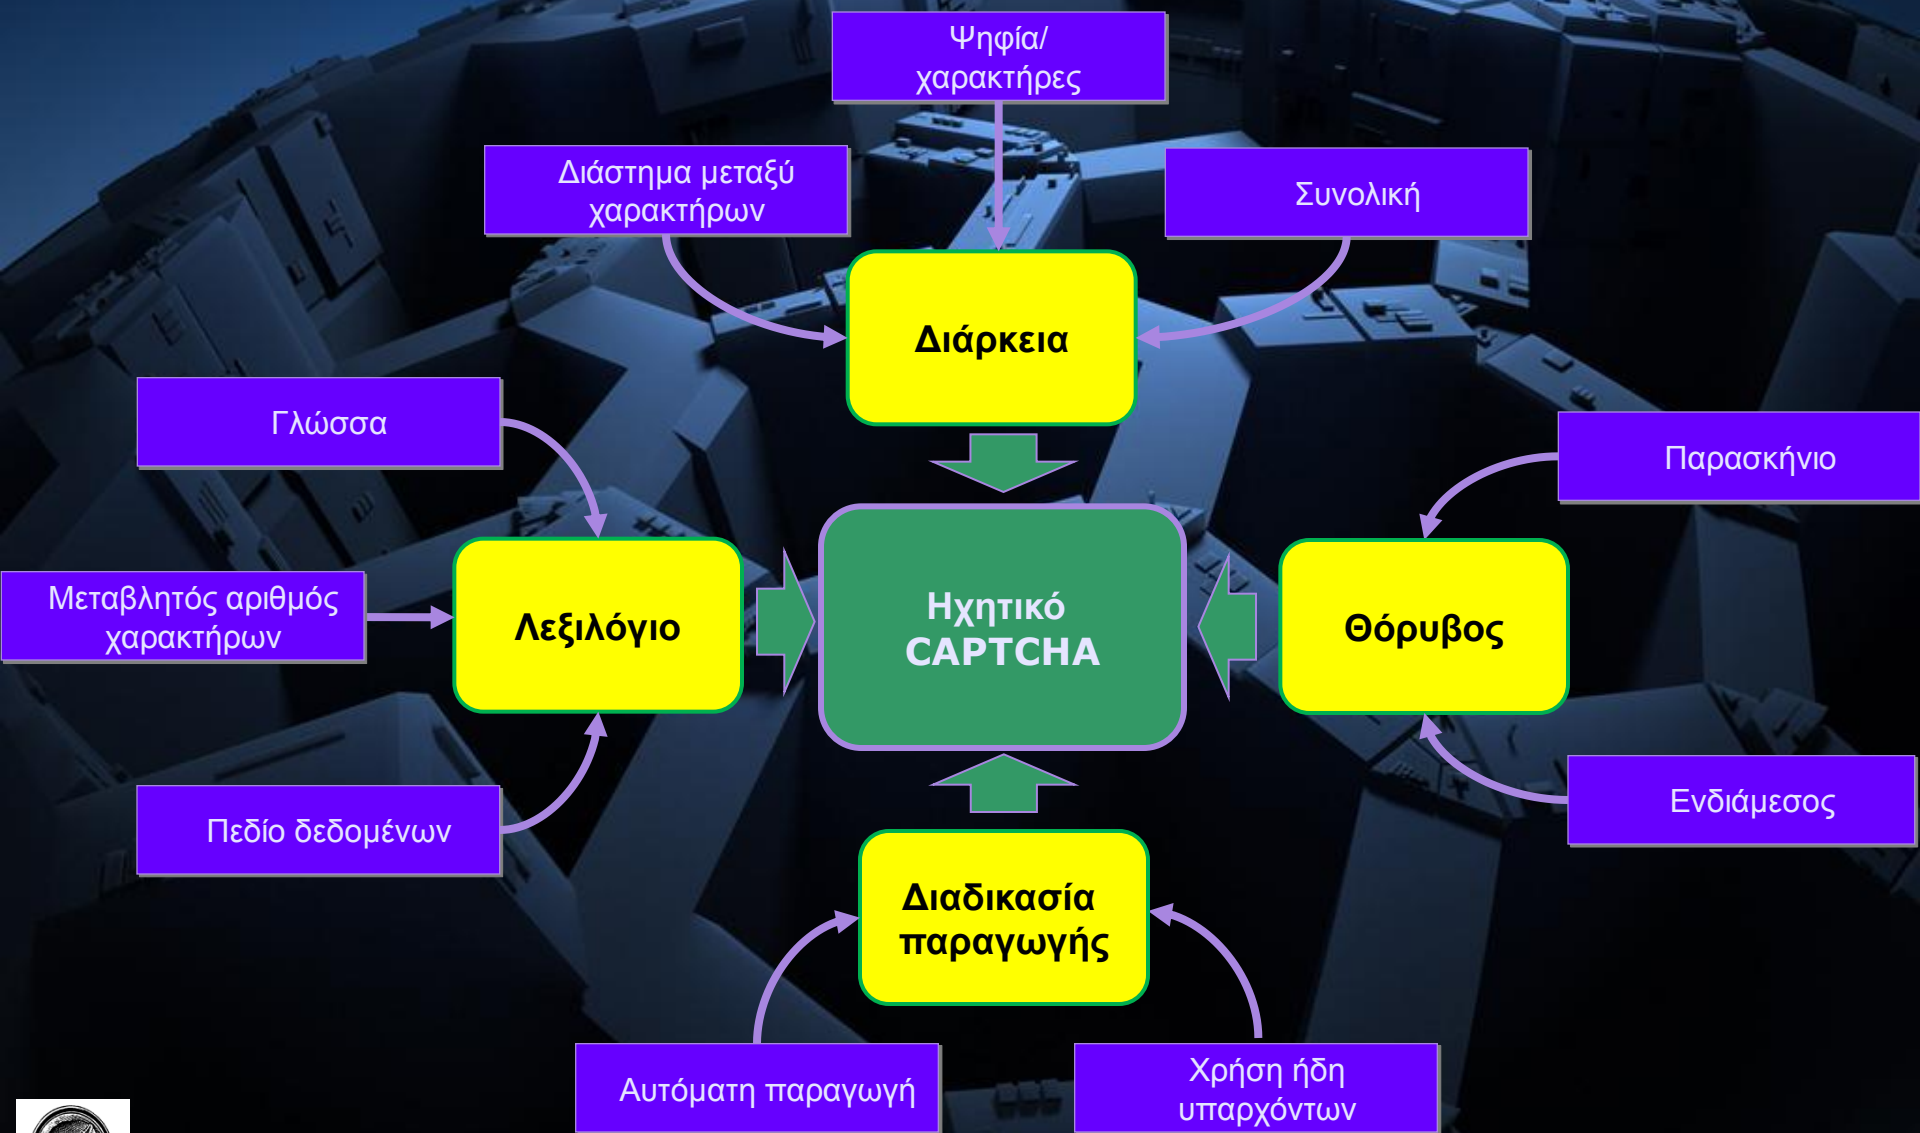 Ψηφία/
χαρακτήρες
Διάστημα μεταξύ
χαρακτήρων
Συνολική
Διάρκεια
Γλώσσα
Παρασκήνιο
Μεταβλητός αριθμός
χαρακτήρων
Λεξιλόγιο
Ηχητικό
CAPTCHA
Θόρυβος
Πεδίο δεδομένων
Ενδιάμεσος
Διαδικασία
παραγωγής
Αυτόματη παραγωγή
Χρήση ήδη
υπαρχόντων